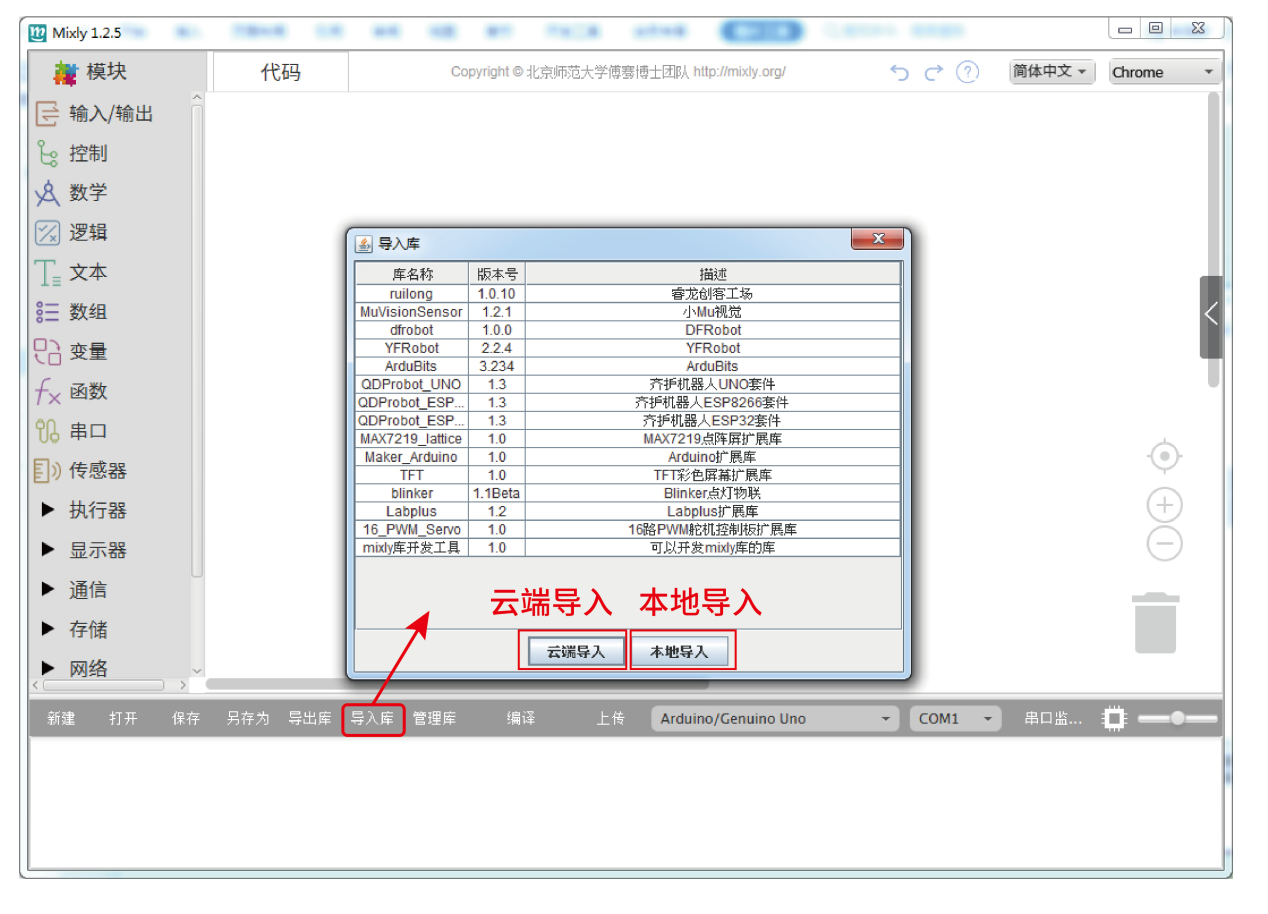 Mixly 1.2.5
模块
代码
Copyright © 北京师范大学傅骞博士团队 http://mixly.org/
简体中文
Chrome
输入/输出
控制
数学
逻辑
文本
数组
变量
函数
串口
传感器
执行器
显示器
通信
存储
网络
导入库
库名称 版本号 描述
ruilong 1.0.10 睿龙创客工场
MuVisionSensor 1.2.1 小Mu视觉
dfrobot 1.0.0 DFRobot
YFRobot 2.2.4 YFRobot
ArduBits 3.234 ArduBits
QDProbot_UNO 1.3 齐护机器人UNO套件
QDProbot_ESP... 1.3 齐护机器人ESP8266套件
QDProbot_ESP... 1.3 齐护机器人ESP32套件
MAX7219_lattice 1.0 MAX7219点阵屏扩展库
Maker_Arduino 1.0 Arduino扩展库
TFT 1.0 TFT彩色屏幕扩展库
blinker 1.1Beta Blinker点灯物联
Labplus 1.2 Labplus扩展库
16_PWM_Servo 1.0 16路PWM舵机控制板扩展库
mixly库开发工具 1.0 可以开发mixly库的库
云端导入 本地导入
云端导入 本地导入
新建 打开 保存 另存为 导出库 导入库 管理库 编译 上传 Arduino/Genuino Uno COM1 串口监...